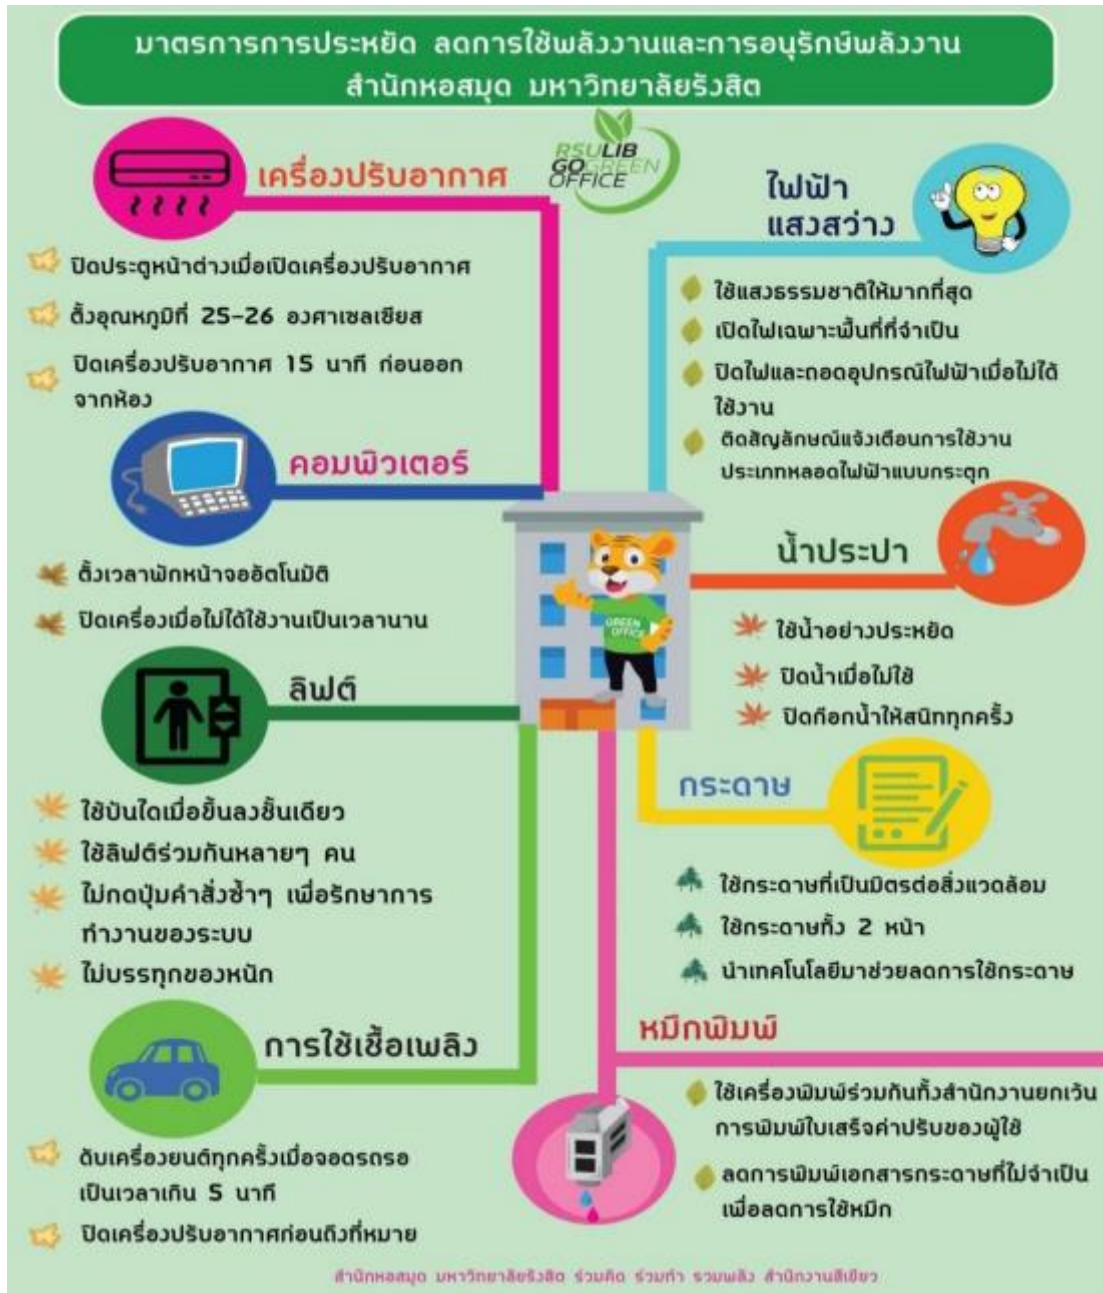 มาตรการการประหยัด ลดการใช้พลังงานและการอนุรักษ์พลังงาน
สำนักหอสมุด มหาวิทยาลัยรังสิต
RSULIB
GOGREEN
OFFICE
เครื่องปรับอากาศ
ปิดประตูหน้าต่างเมื่อเปิดเครื่องปรับอากาศ
ตั้งอุณหภูมิที่ 25-26 องศาเซลเซียส
ปิดเครื่องปรับอากาศ 15 นาที ก่อนออก
จากห้อง
ไฟฟ้า
แสงสว่าง
ใช้แสงธรรมชาติให้มากที่สุด
เปิดไฟเฉพาะพื้นที่ที่จำเป็น
ปิดไฟและถอดอุปกรณ์ไฟฟ้าเมื่อไม่ได้
ใช้งาน
ติดสัญลักษณ์แจ้งเตือนการใช้งาน
ประเภทหลอดไฟฟ้าแบบกระตุก
คอมพิวเตอร์
ตั้งเวลาพักหน้าจออัตโนมัติ
ปิดเครื่องเมื่อไม่ได้ใช้งานเป็นเวลานาน
น้ำประปา
ใช้น้ำอย่างประหยัด
ปิดน้ำเมื่อไม่ใช้
ปิดก๊อกน้ำให้สนิททุกครั้ง
GREEN
OFFICE
ลิฟต์
ใช้บันไดเมื่อขึ้นลงชั้นเดียว
ใช้ลิฟต์ร่วมกันหลายๆ คน
ไม่กดปุ่มคำสั่งซ้ำๆ เพื่อรักษาการ
ทำงานของระบบ
ไม่บรรทุกของหนัก
กระดาษ
ใช้กระดาษที่เป็นมิตรต่อสิ่งแวดล้อม
ใช้กระดาษทั้ง 2 หน้า
นำเทคโนโลยีมาช่วยลดการใช้กระดาษ
การใช้เชื้อเพลิง
ดับเครื่องยนต์ทุกครั้งเมื่อจอดรถรอ
เป็นเวลาเกิน 5 นาที
ปิดเครื่องปรับอากาศก่อนถึงที่หมาย
หมึกพิมพ์
ใช้เครื่องพิมพ์ร่วมกันทั้งสำนักงานยกเว้น
การพิมพ์ใบเสร็จค่าปรับของผู้ใช้
ลดการพิมพ์เอกสารกระดาษที่ไม่จำเป็น
เพื่อลดการใช้หมึก
สำนักหอสมุด มหาวิทยาลัยรังสิต ร่วมคิด ร่วมทำ รวมพลัง สำนักงานสีเขียว